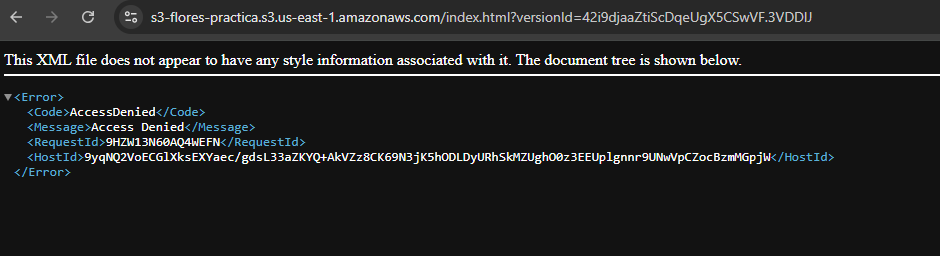 s3-flores-practica.s3.us-east-1.amazonaws.com/index.html?versionId=42i9djaaZtiScDqeUgX5CSwVF.3VDDlJ
This XML file does not appear to have any style information associated with it. The document tree is shown below.
▼<Error>
<Code>AccessDenied</Code>
<Message>Access Denied</Message>
<RequestId>9HZW13N60AQ4WEFN</RequestId>
<HostId>9yqNQ2VoECGlXksEXYaec/gdsL33aZKYQ+AkVZz8CK69N3jK5hODLDyURhSkMZUghO0z3EEUplgnnr9UNwVpCZocBzmMGpjW</HostId>
</Error>